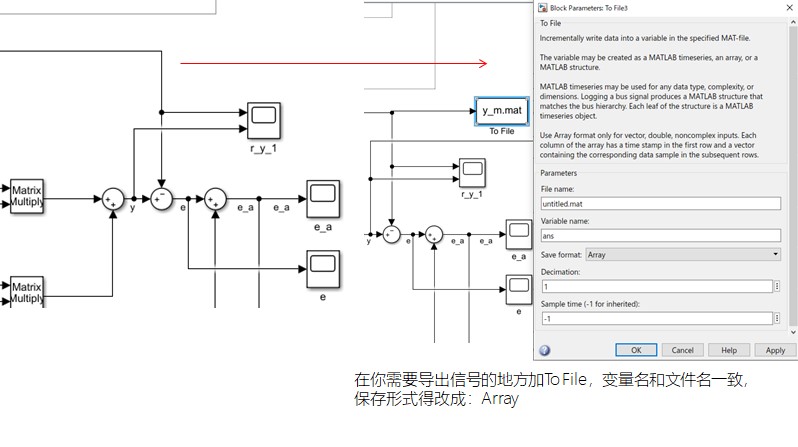 Block Parameters: To File3
To File
Incrementally write data into a variable in the specified MAT-file.
The variable may be created as a MATLAB timeseries, an array, or a
MATLAB structure.
MATLAB timeseries may be used for any data type, complexity, or
dimensions. Logging a bus signal produces a MATLAB structure that
matches the bus hierarchy. Each leaf of the structure is a MATLAB
timeseries object.
Use Array format only for vector, double, noncomplex inputs. Each
column of the array has a time stamp in the first row and a vector
containing the corresponding data sample in the subsequent rows.
Parameters
File name:
untitled.mat
Variable name:
ans
Save format: Array
Decimation:
1
Sample time (-1 for inherited):
-1
OK Cancel Help Apply
r_y_1
Matrix
Multiply
y
e
e_a
e_a
e_a
e
Matrix
Multiply
y_m.mat
To File
r_y_1
y
e
e_a
e_a
e_a
e
在你需要导出信号的地方加To File，变量名和文件名一致，
保存形式得改成：Array